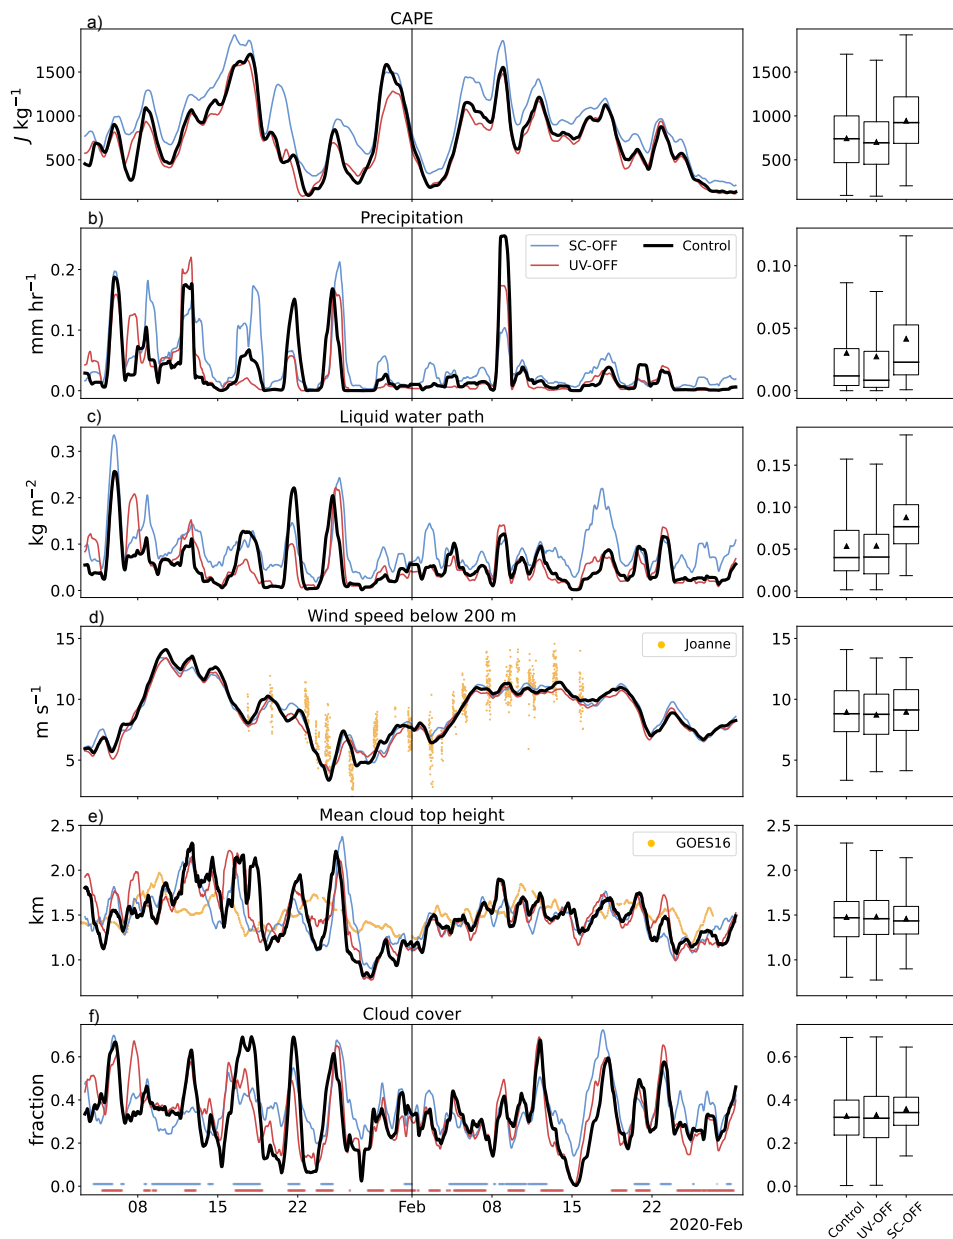 a) CAPE
J kg⁻¹
1500
1000
500
1500
1000
500
b) Precipitation
mm hr⁻¹
0.2
0.1
0.0
SC-OFF
UV-OFF
Control
0.10
0.05
0.00
c) Liquid water path
kg m⁻²
0.3
0.2
0.1
0.0
0.15
0.10
0.05
0.00
d) Wind speed below 200 m
m s⁻¹
15
10
5
Joanne
15
10
5
e) Mean cloud top height
km
2.5
2.0
1.5
1.0
GOES16
2.5
2.0
1.5
1.0
f) Cloud cover
fraction
0.6
0.4
0.2
0.0
0.6
0.4
0.2
0.0
08 15 22 Feb 08 15 22
2020-Feb
Control UV-OFF SC-OFF